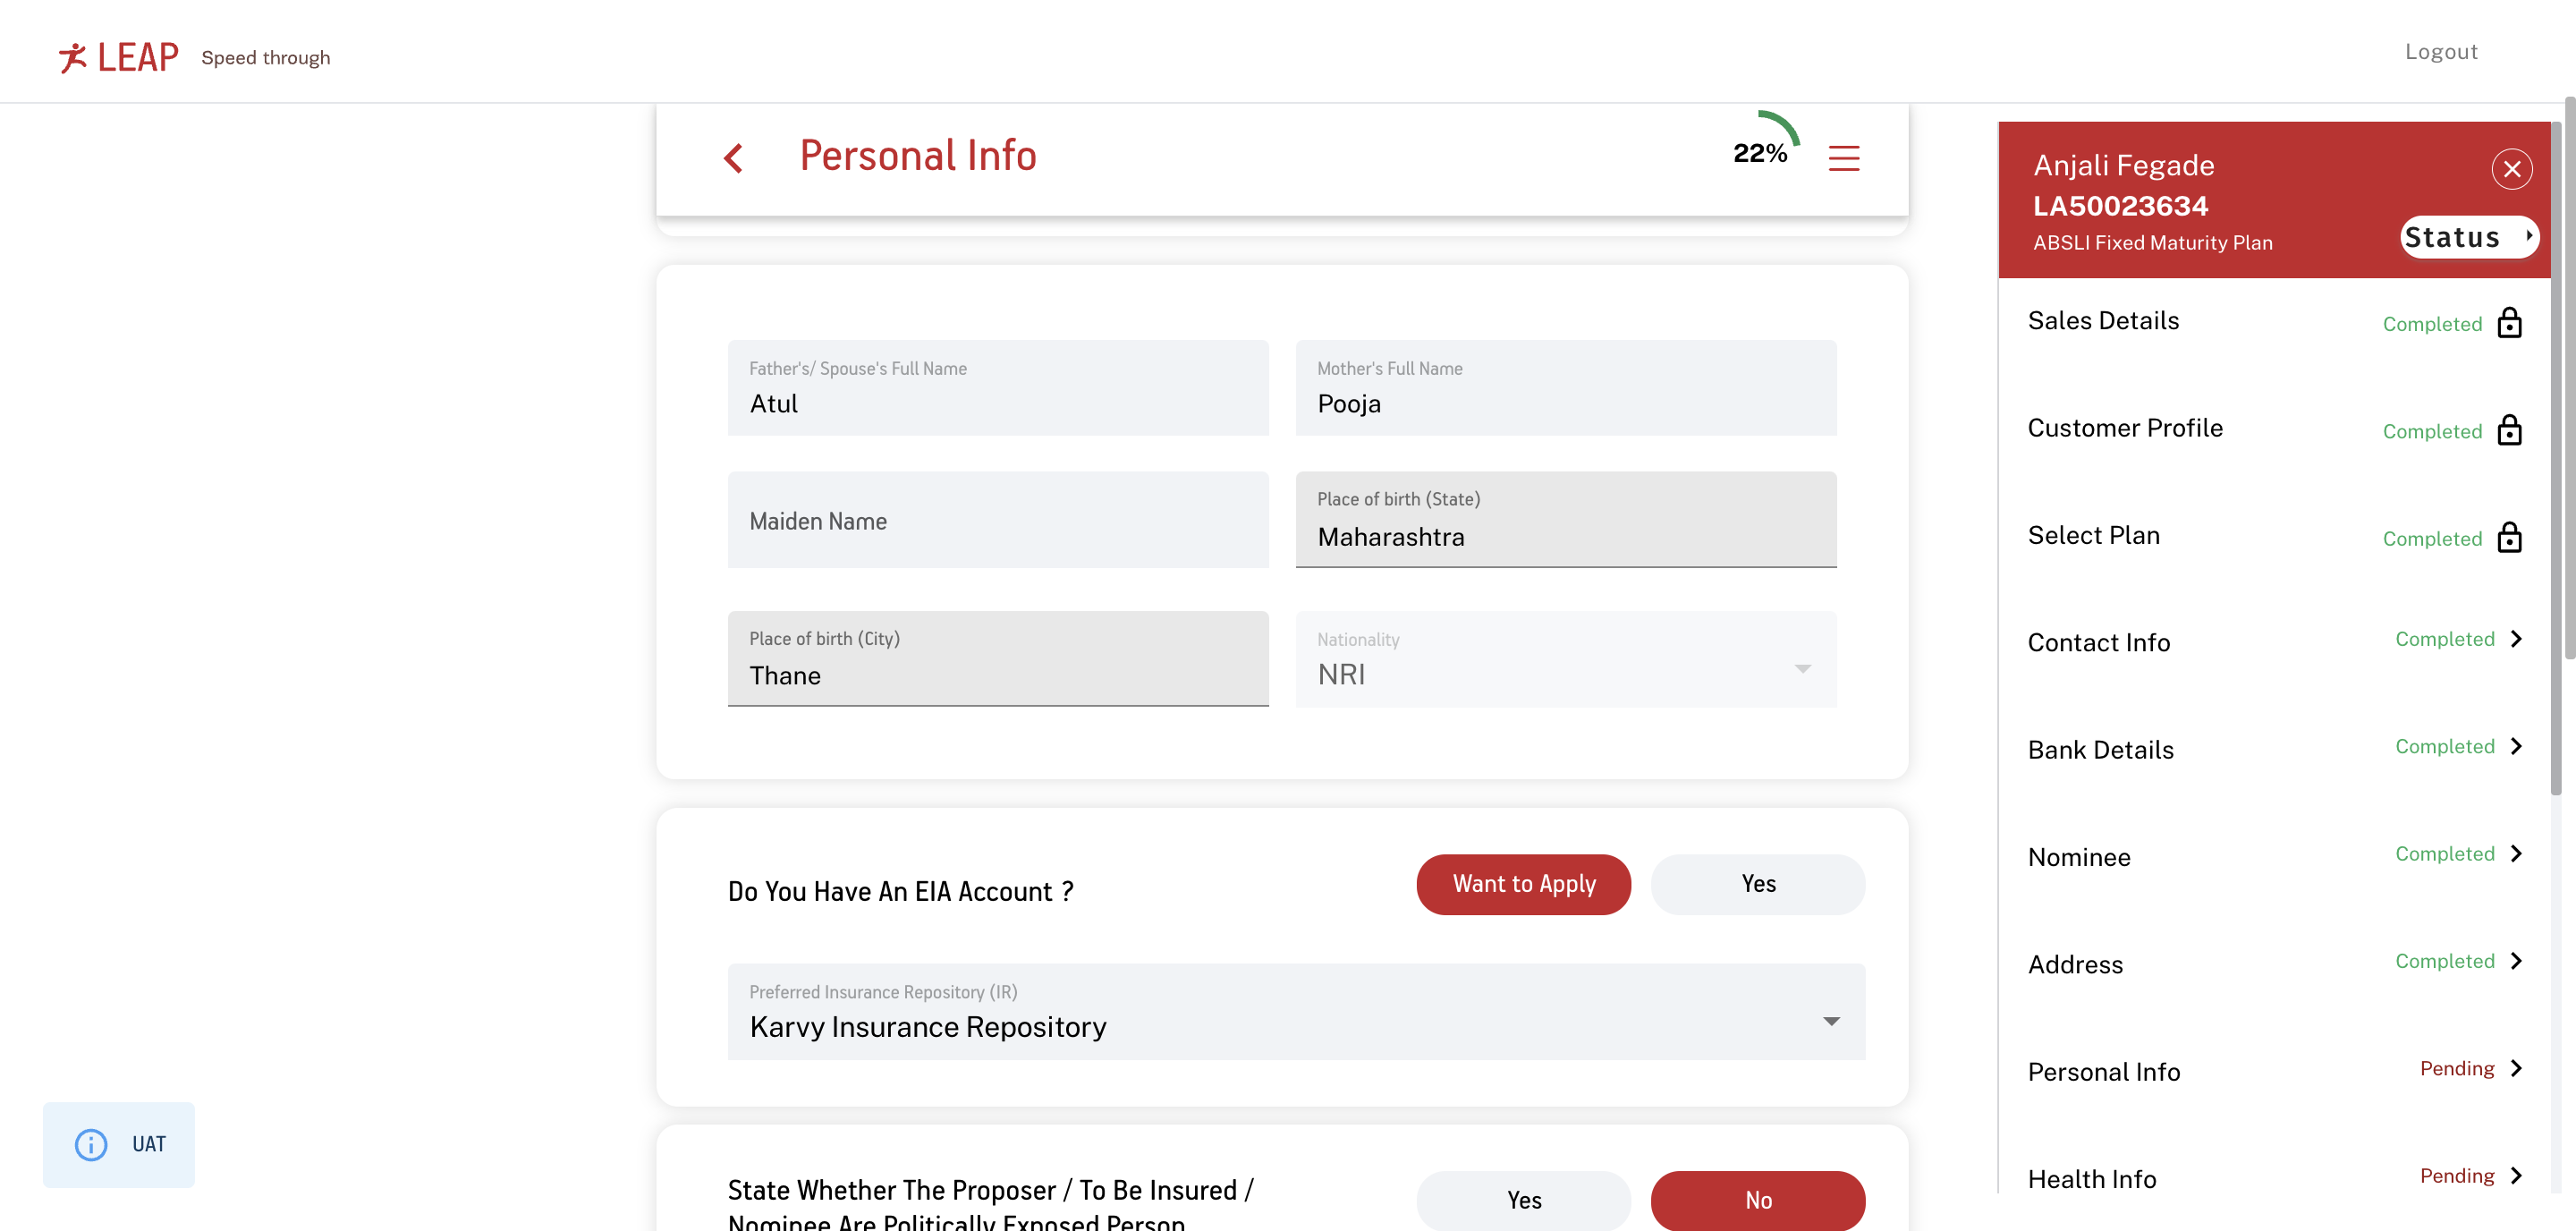 LEAP Speed through
Logout
Personal Info
22%
Father's/ Spouse's Full Name
Atul
Mother's Full Name
Pooja
Maiden Name
Place of birth (State)
Maharashtra
Place of birth (City)
Thane
Nationality
NRI
Do You Have An EIA Account ?
Want to Apply
Yes
Preferred Insurance Repository (IR)
Karvy Insurance Repository
State Whether The Proposer / To Be Insured /
Nominee Are Politically Exposed Person
Yes
No
UAT
Anjali Fegade
LA50023634
ABSLI Fixed Maturity Plan
Status
Sales Details Completed
Customer Profile Completed
Select Plan Completed
Contact Info Completed
Bank Details Completed
Nominee Completed
Address Completed
Personal Info Pending
Health Info Pending